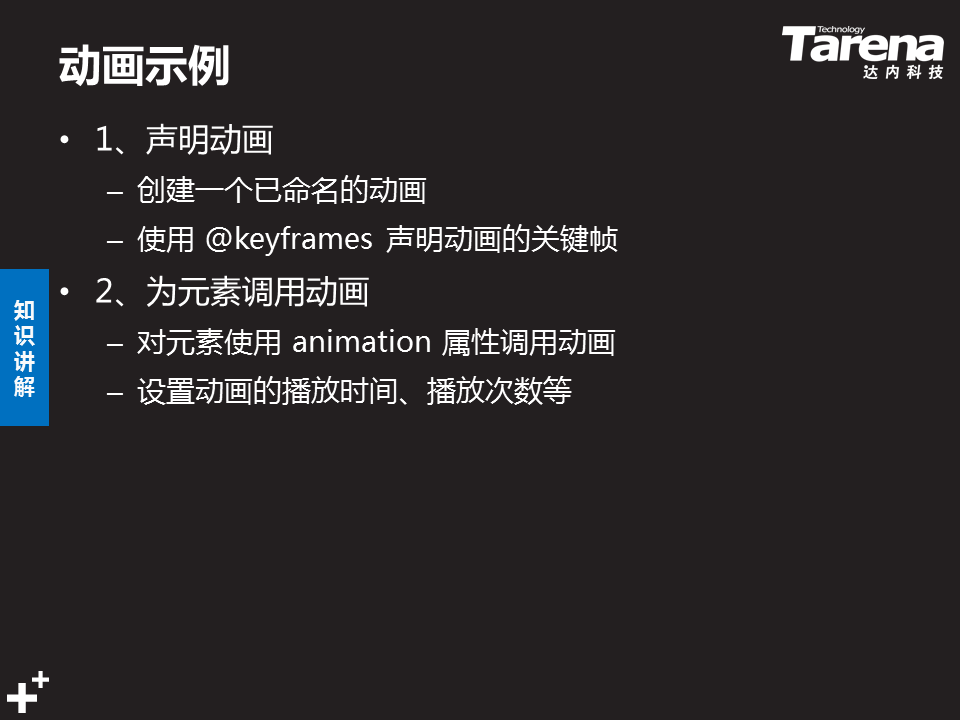 动画示例
Technology
Tarena
达内科技
• 1、声明动画
– 创建一个已命名的动画
– 使用 @keyframes 声明动画的关键帧
• 2、为元素调用动画
– 对元素使用 animation 属性调用动画
– 设置动画的播放时间、播放次数等
知识讲解